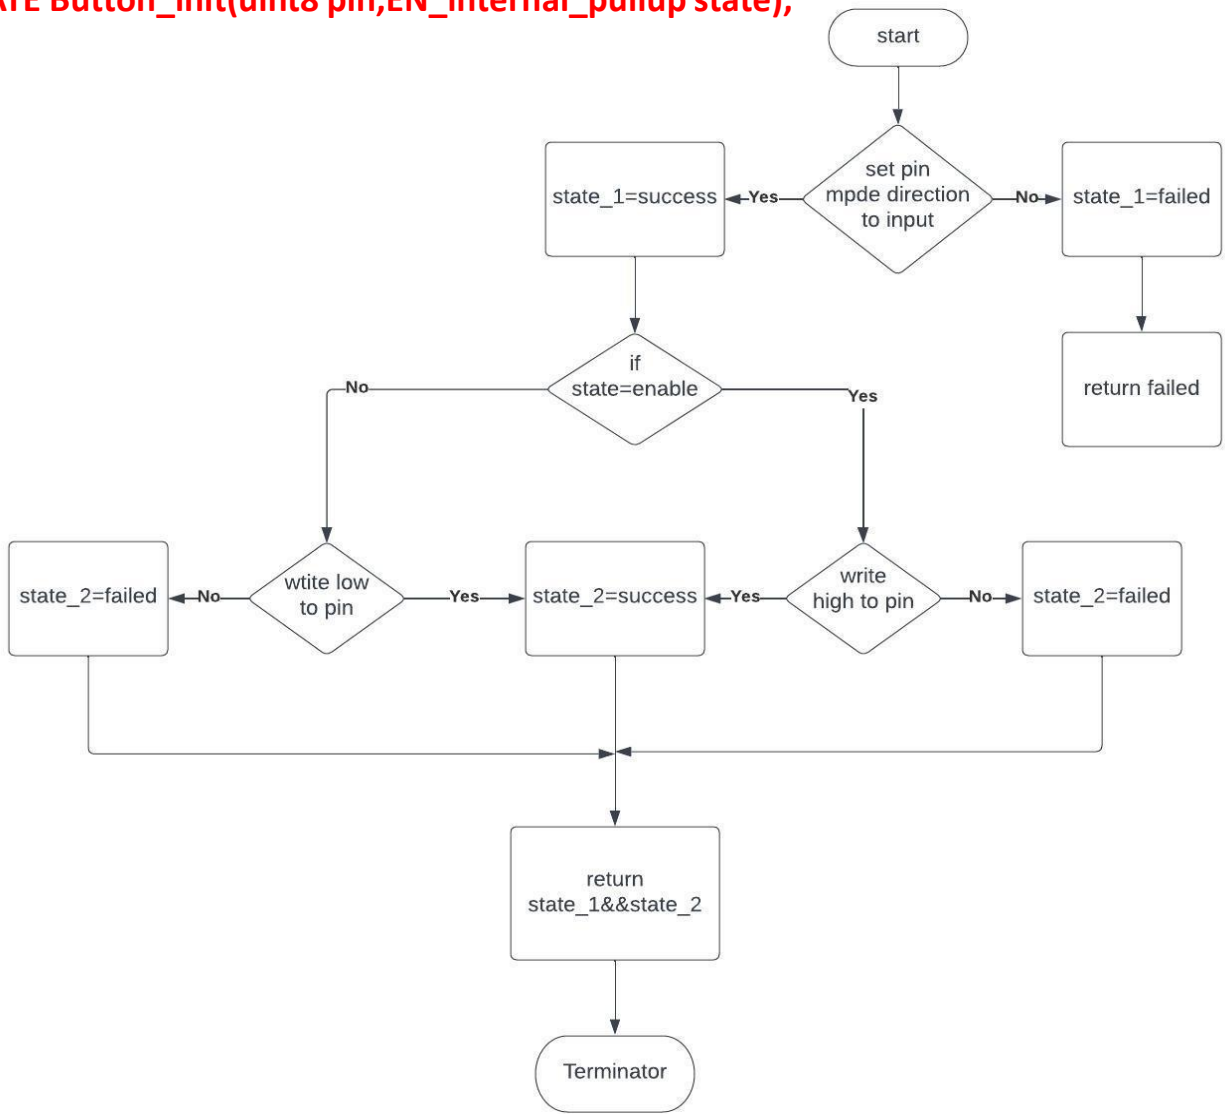 Button_init(uint8 pin,EN_internal_pullup state);
start
set pin
mpde direction
to input
Yes
No
state_1=success
state_1=failed
if
state=enable
return failed
No
Yes
state_2=failed
No
wtite low
to pin
Yes
state_2=success
Yes
write
high to pin
No
state_2=failed
return
state_1&&state_2
Terminator